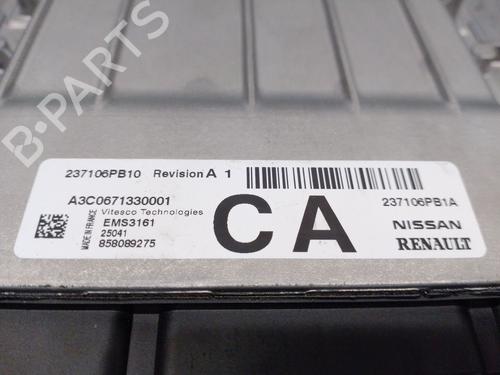 237106PB10 Revision A 1
A3C0671330001
Vitesco Technologies
EMS3161
25041
858089275
MADE IN FRANCE
CA
237106PB1A
NISSAN
RENAULT
B-PARTS